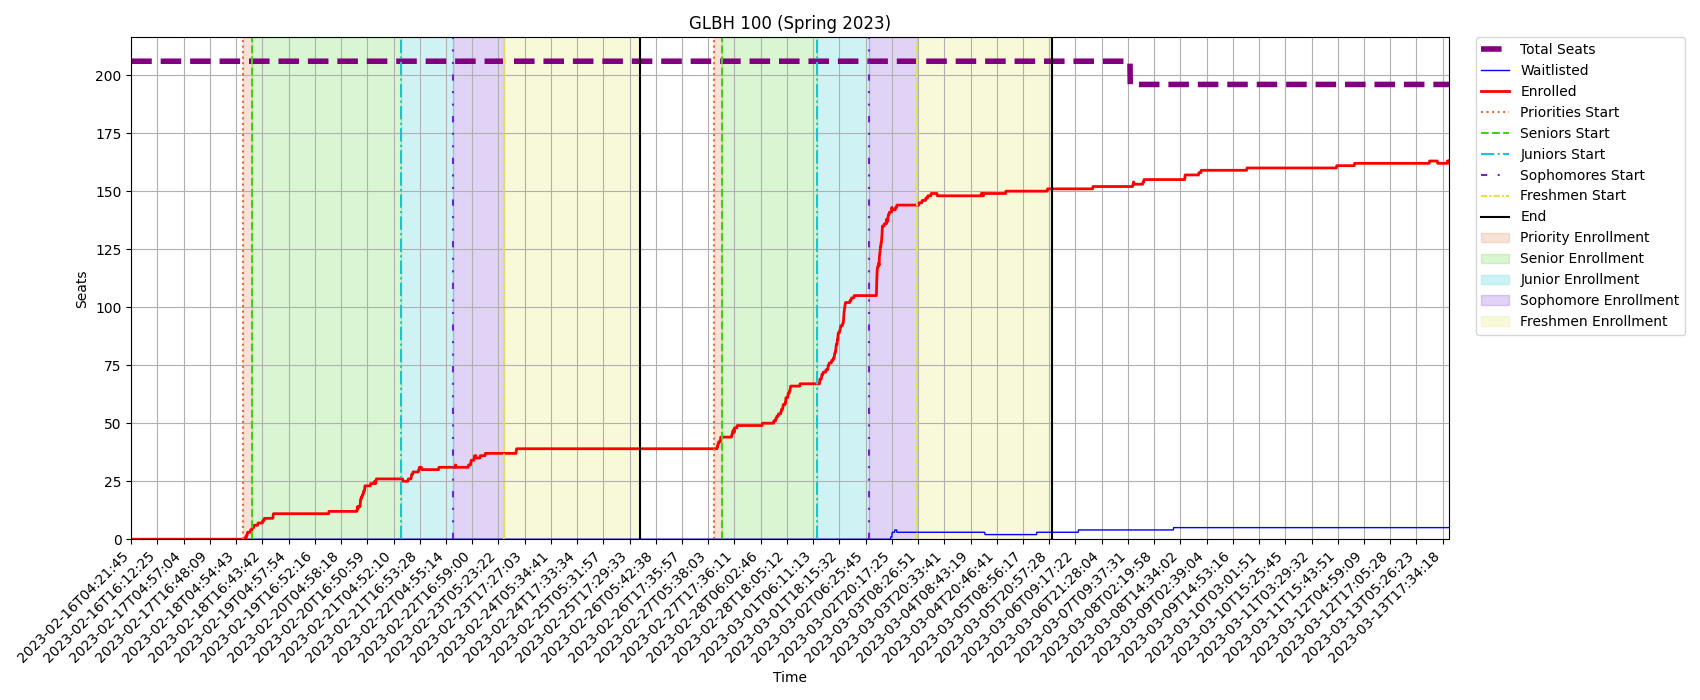 GLBH 100 (Spring 2023)
Seats
200
175
150
125
100
75
50
25
0
2023-02-16T04:21:45
2023-02-16T16:12:25
2023-02-17T04:57:04
2023-02-17T16:48:09
2023-02-18T04:54:43
2023-02-18T16:43:42
2023-02-19T04:57:54
2023-02-19T16:52:16
2023-02-20T04:58:18
2023-02-20T16:50:59
2023-02-21T04:52:10
2023-02-21T16:53:28
2023-02-22T04:55:14
2023-02-22T16:59:00
2023-02-23T05:23:22
2023-02-23T17:27:03
2023-02-24T05:34:41
2023-02-24T17:33:34
2023-02-25T05:31:57
2023-02-25T17:29:33
2023-02-26T05:42:38
2023-02-26T17:35:57
2023-02-27T05:38:03
2023-02-27T17:36:11
2023-02-28T06:02:46
2023-02-28T18:05:12
2023-03-01T06:11:13
2023-03-01T18:15:32
2023-03-02T06:25:45
2023-03-02T20:17:25
2023-03-03T08:26:51
2023-03-03T20:33:41
2023-03-04T08:43:19
2023-03-04T20:46:41
2023-03-05T08:56:17
2023-03-05T20:57:28
2023-03-06T09:17:22
2023-03-06T21:28:04
2023-03-07T09:37:31
2023-03-08T02:19:58
2023-03-08T14:34:02
2023-03-09T02:39:04
2023-03-09T14:53:16
2023-03-10T03:01:51
2023-03-10T15:25:45
2023-03-11T03:29:32
2023-03-11T15:43:51
2023-03-12T04:59:09
2023-03-12T17:05:28
2023-03-13T05:26:23
2023-03-13T17:34:18
Time
Total Seats
Waitlisted
Enrolled
Priorities Start
Seniors Start
Juniors Start
Sophomores Start
Freshmen Start
End
Priority Enrollment
Senior Enrollment
Junior Enrollment
Sophomore Enrollment
Freshmen Enrollment